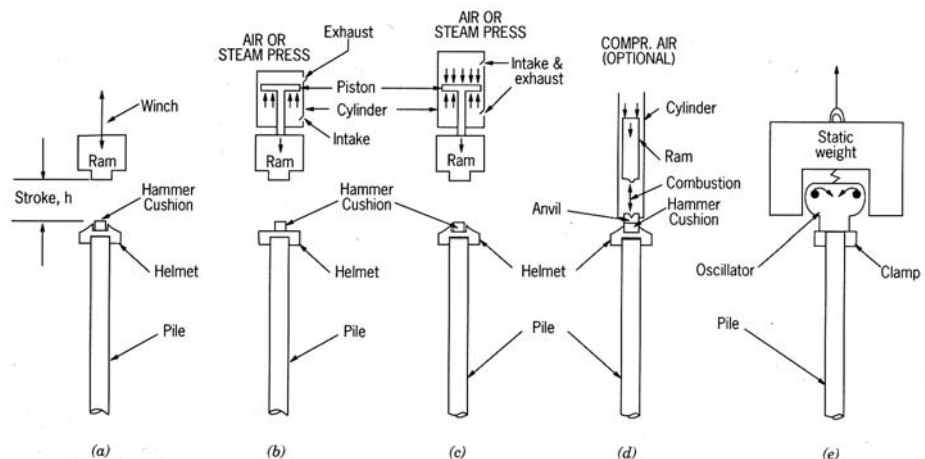 AIR OR
STEAM PRESS
Exhaust
Piston
Cylinder
Intake
AIR OR
STEAM PRESS
Intake &
exhaust
COMPR. AIR
(OPTIONAL)
Cylinder
Ram
Combustion
Hammer
Cushion
Anvil
Static
weight
Winch
Ram
Ram
Ram
Stroke, h
Hammer
Cushion
Hammer
Cushion
Helmet
Helmet
Helmet
Oscillator
Clamp
Pile
Pile
Pile
Pile
(a)
(b)
(c)
(d)
(e)